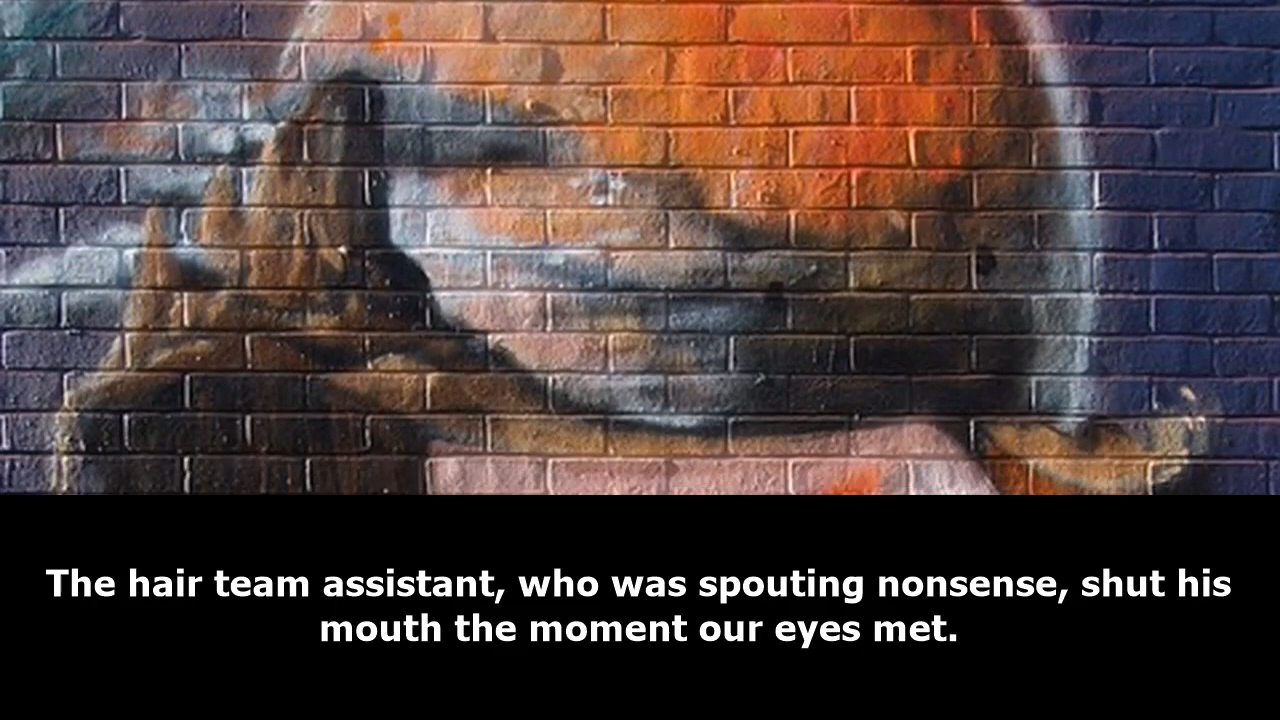 The hair team assistant, who was spouting nonsense, shut his
mouth the moment our eyes met.